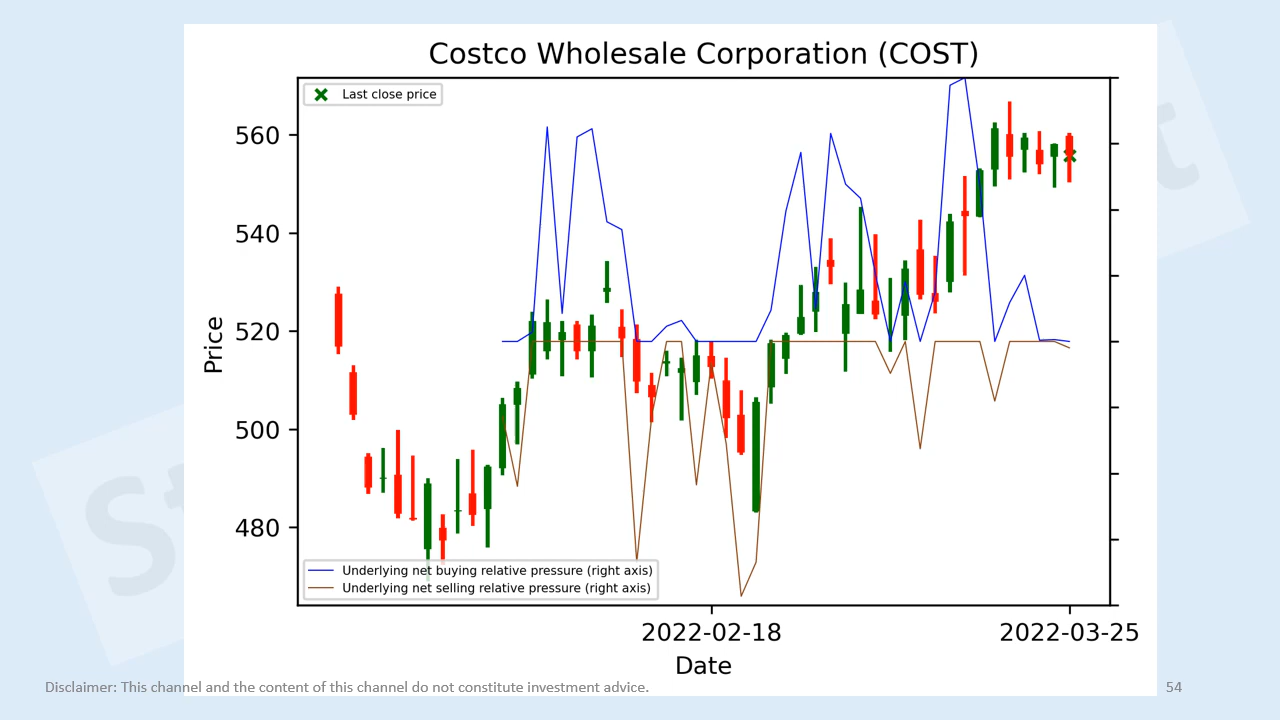 Costco Wholesale Corporation (COST)
Last close price
560
540
520
500
480
Price
Underlying net buying relative pressure (right axis)
Underlying net selling relative pressure (right axis)
2022-02-18
2022-03-25
Date
Disclaimer: This channel and the content of this channel do not constitute investment advice.
54